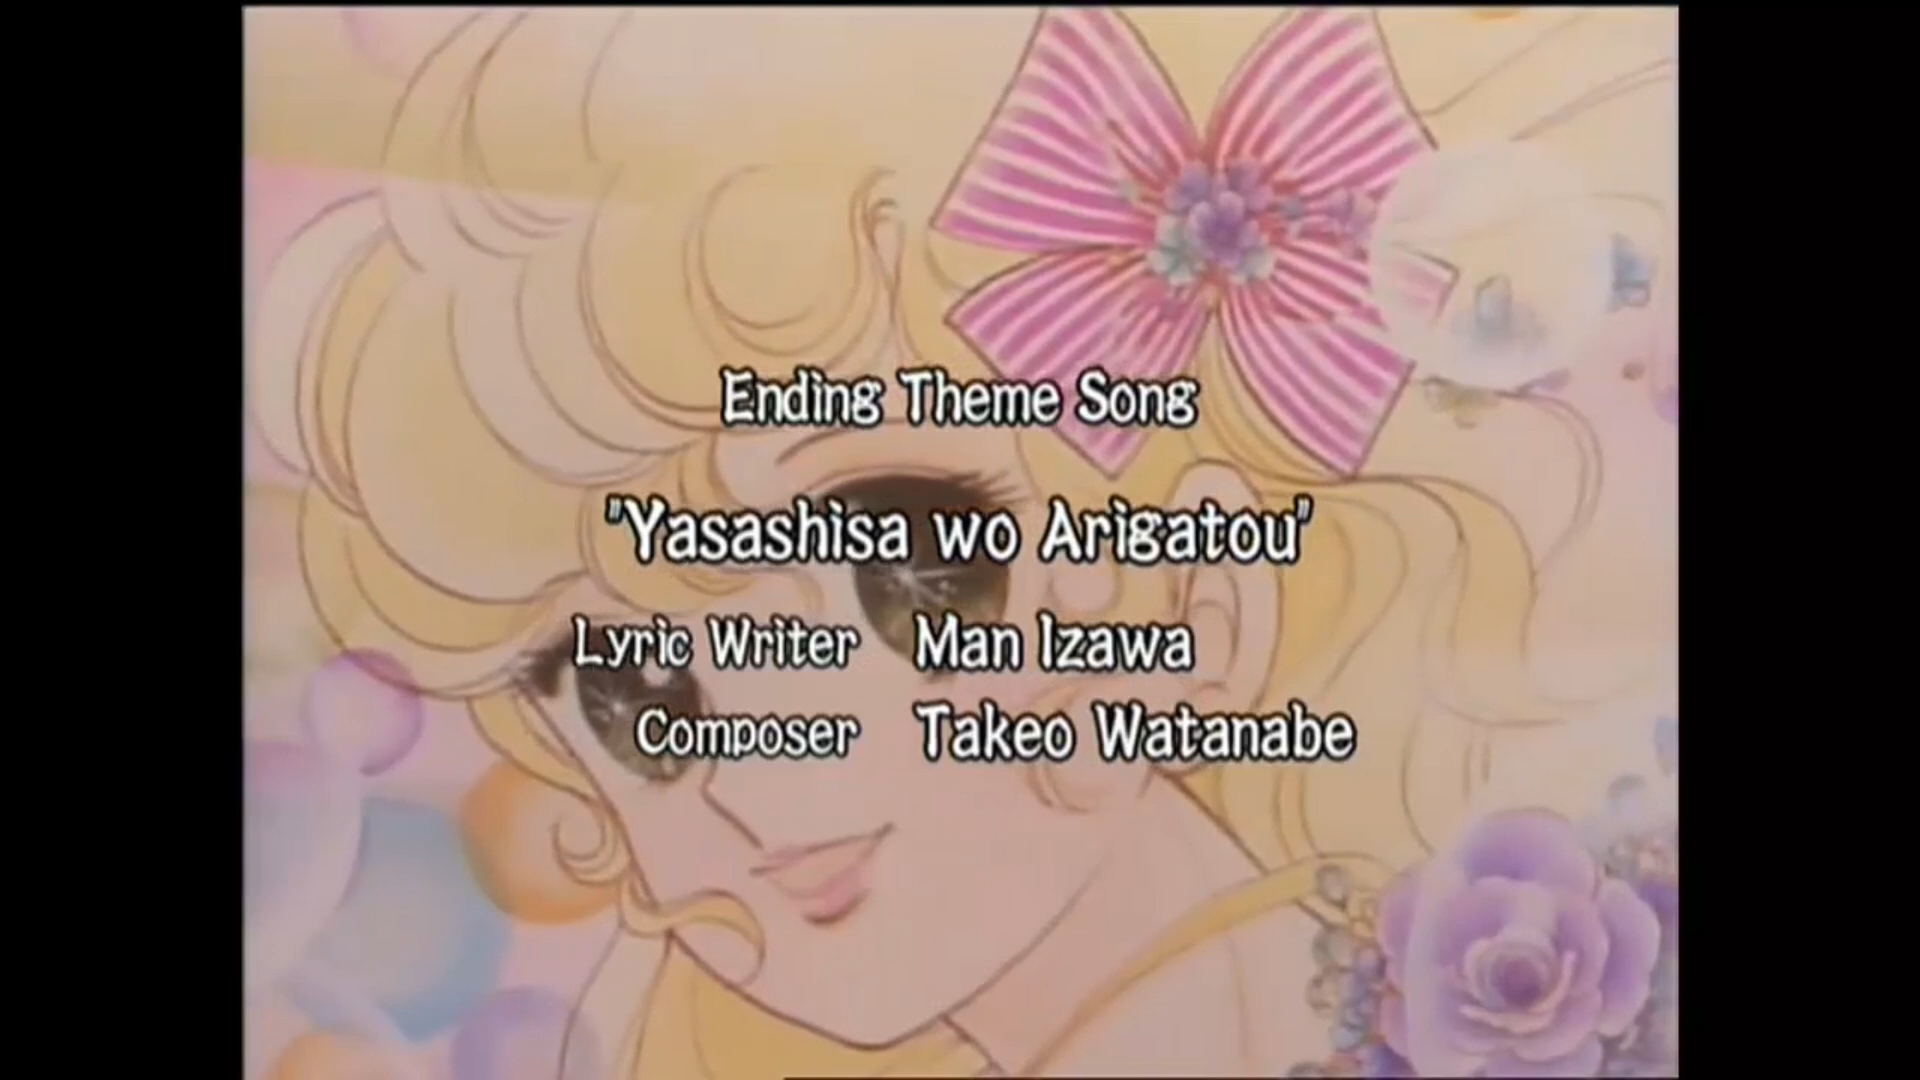 Ending Theme Song
"Yasashisa wo Arigatou"
Lyric Writer Man Izawa
Composer Takeo Watanabe